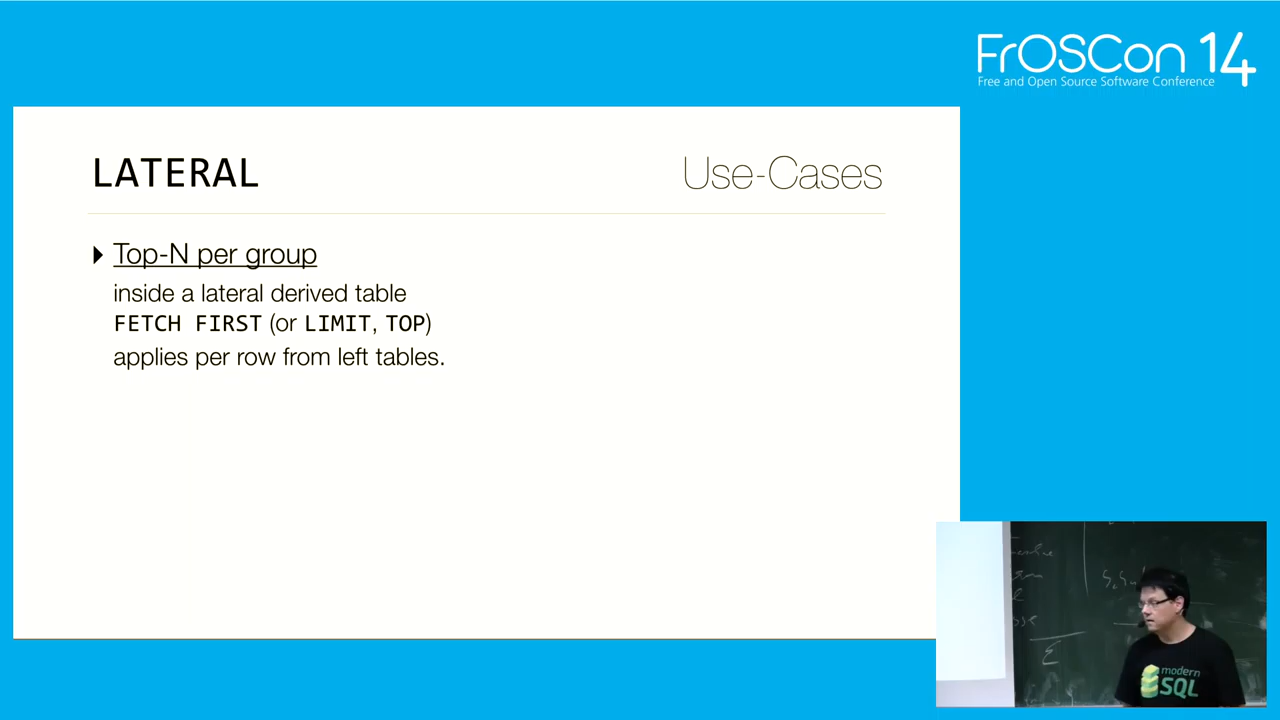 FrOSCon 14
Free and Open Source Software Conference
LATERAL
Use-Cases
Top-N per group
inside a lateral derived table
FETCH FIRST (or LIMIT, TOP)
applies per row from left tables.
modern
SQL